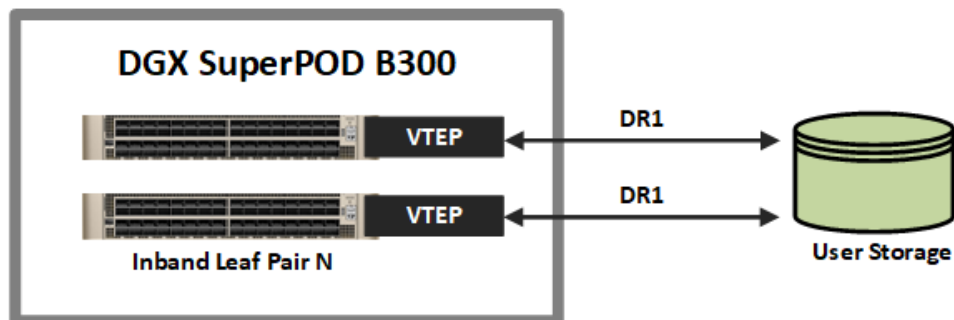 DGX SuperPOD B300
VTEP
DR1
VTEP
DR1
Inband Leaf Pair N
User Storage